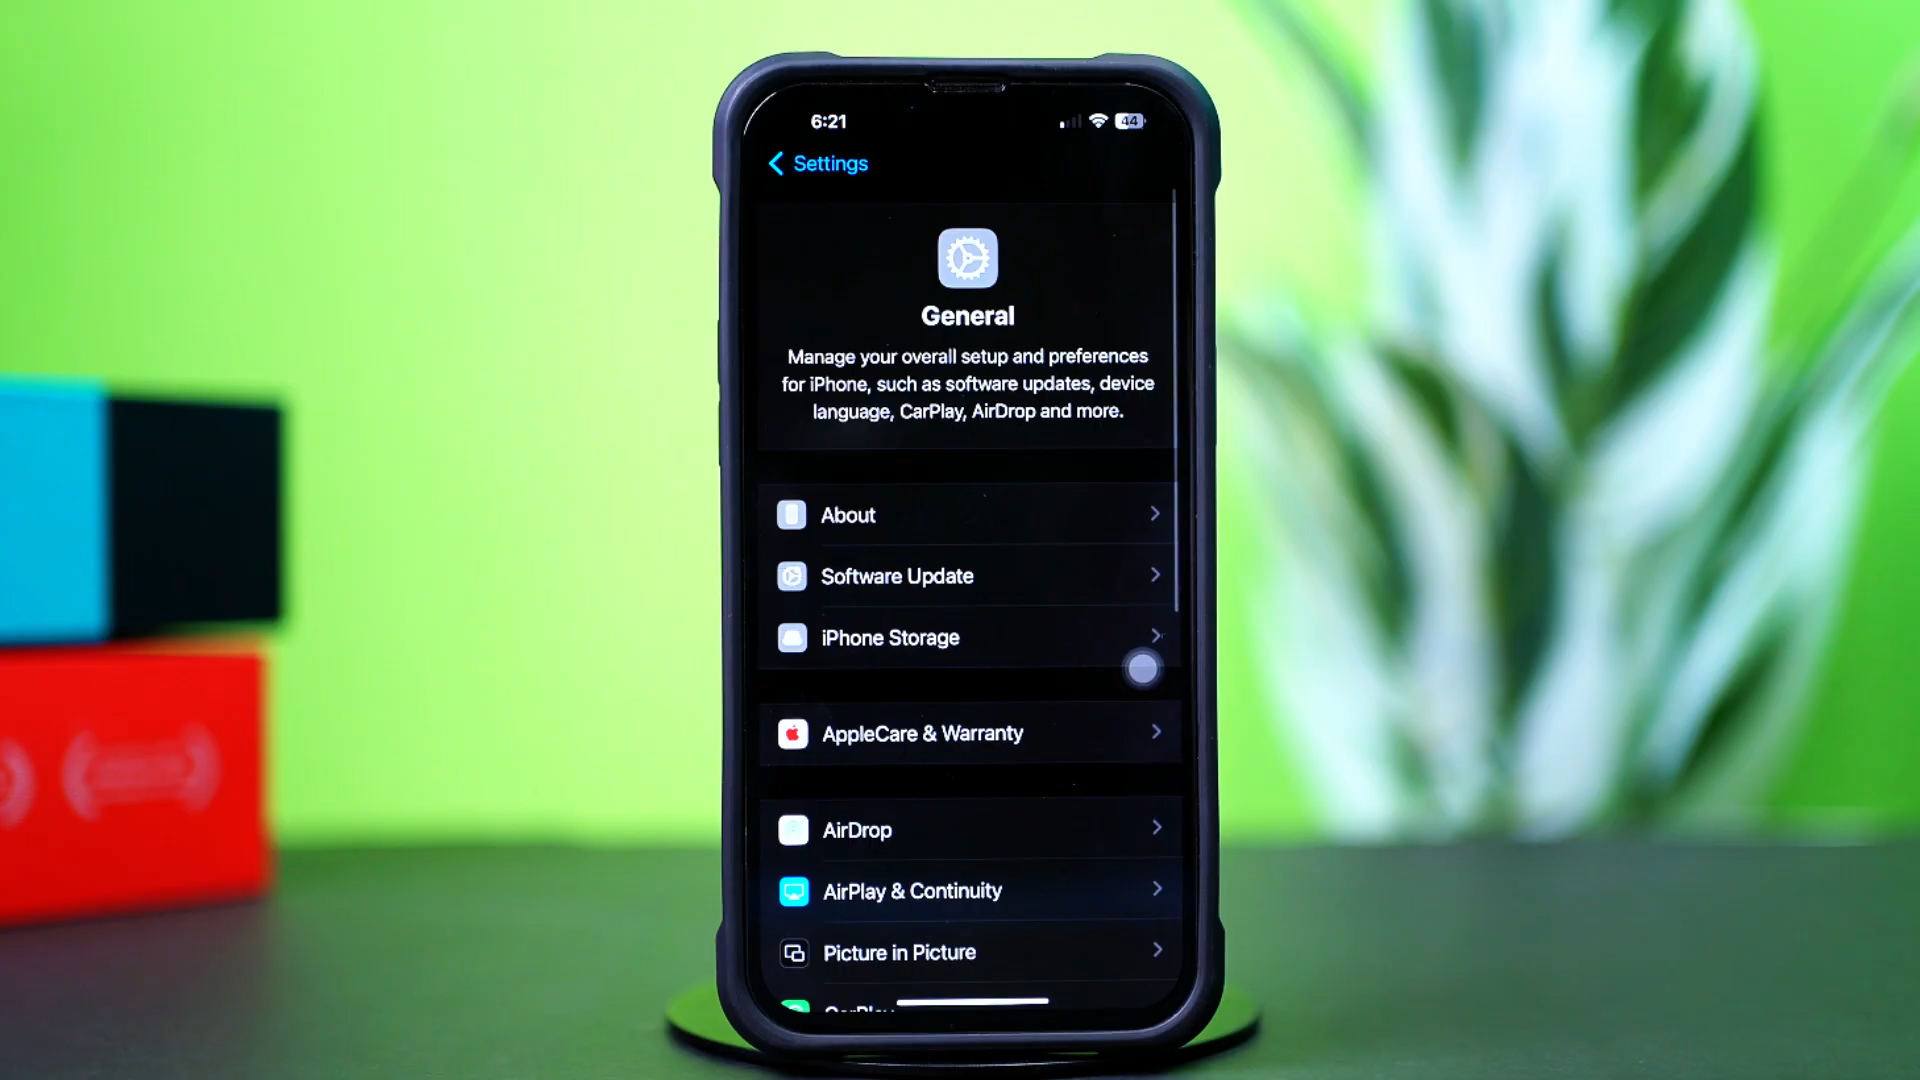 6:21
44
Settings
General
Manage your overall setup and preferences
for iPhone, such as software updates, device
language, CarPlay, AirDrop and more.
About
Software Update
iPhone Storage
AppleCare & Warranty
AirDrop
AirPlay & Continuity
Picture in Picture
CarPlay